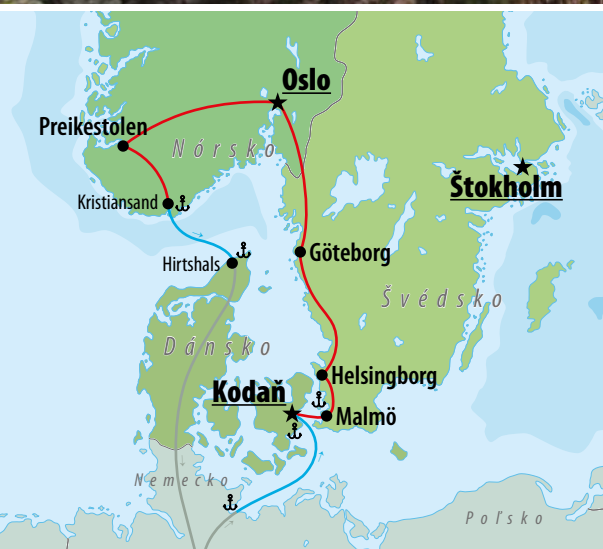 Oslo
Preikestolen
Nórsko
Štokholm
Kristiansand
Göteborg
Hirtshals
Švédsko
Dánsko
Helsingborg
Kodaň
Malmö
Nemecko
Poľsko